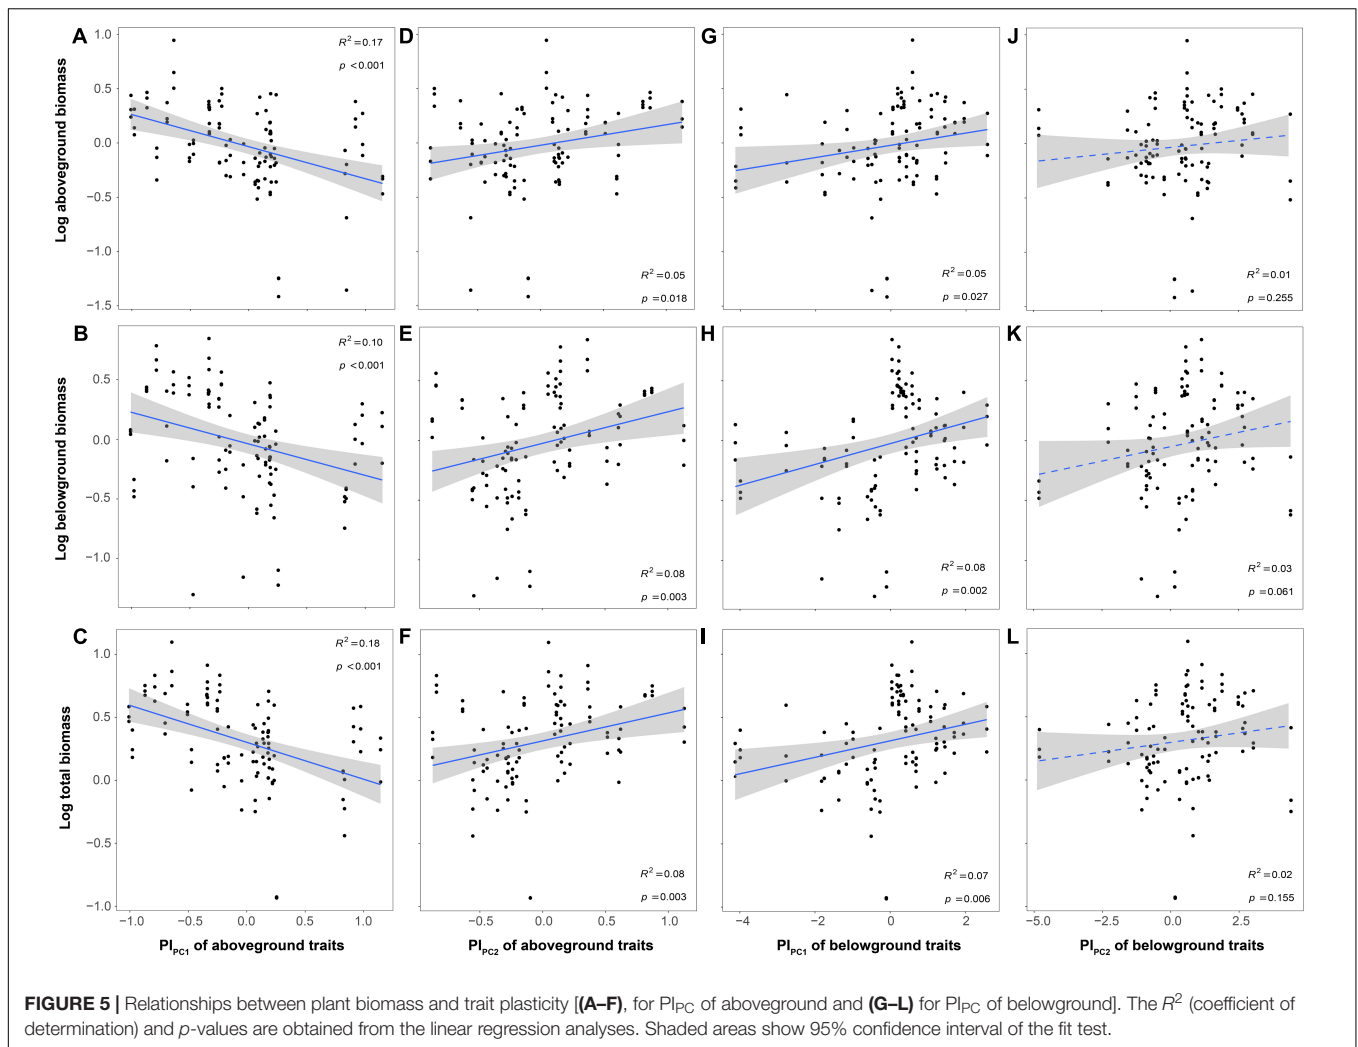 A D G J
R² = 0.17
p < 0.001
R² = 0.05
p = 0.018
R² = 0.05
p = 0.027
R² = 0.01
p = 0.255
Log aboveground biomass
1.0
0.5
0.0
−0.5
−1.0
−1.5
B E H K
R² = 0.10
p < 0.001
R² = 0.08
p = 0.003
R² = 0.08
p = 0.002
R² = 0.03
p = 0.061
Log belowground biomass
0.5
0.0
−0.5
−1.0
C F I L
R² = 0.18
p < 0.001
R² = 0.08
p = 0.003
R² = 0.07
p = 0.006
R² = 0.02
p = 0.155
Log total biomass
1.0
0.5
0.0
−0.5
−1.0
−1.0 −0.5 0.0 0.5 1.0
−0.5 0.0 0.5 1.0
−4 −2 0 2
−5.0 −2.5 0.0 2.5
PIPC1 of aboveground traits
PIPC2 of aboveground traits
PIPC1 of belowground traits
PIPC2 of belowground traits
FIGURE 5 | Relationships between plant biomass and trait plasticity [(A–F), for PIPC of aboveground and (G–L) for PIPC of belowground]. The R² (coefficient of
determination) and p-values are obtained from the linear regression analyses. Shaded areas show 95% confidence interval of the fit test.